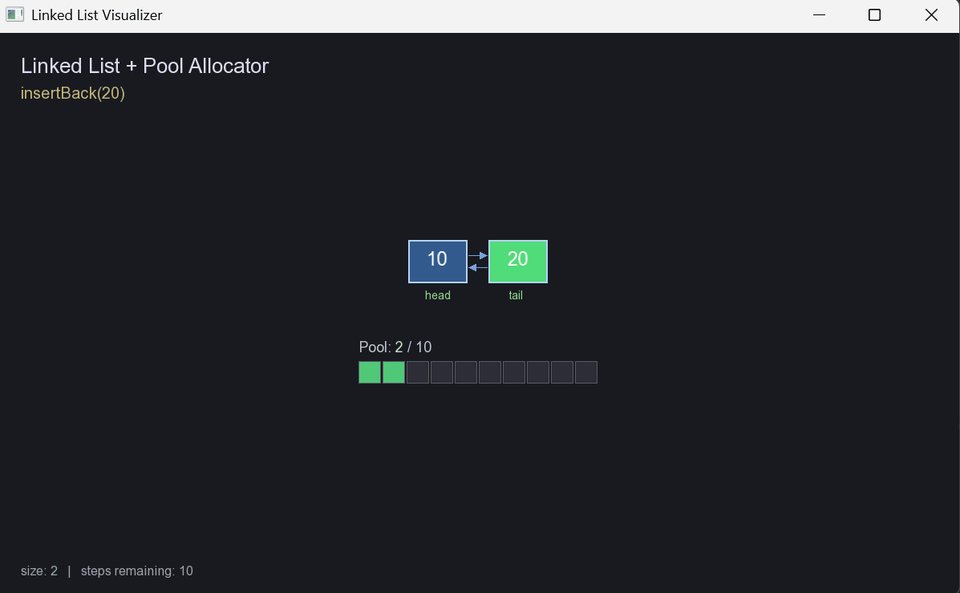 Linked List Visualizer
Linked List + Pool Allocator
insertBack(20)
10 20
head tail
Pool: 2 / 10
size: 2 | steps remaining: 10